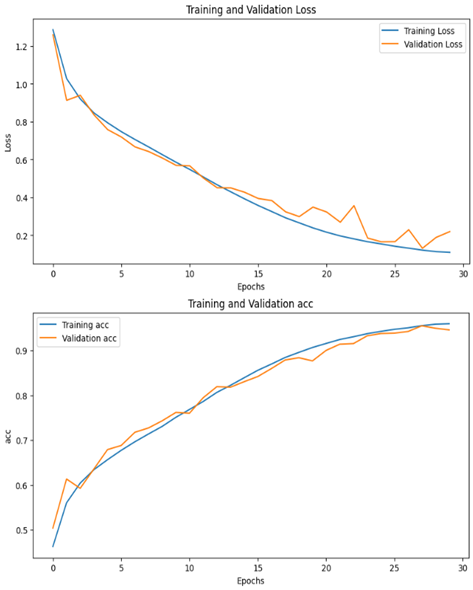 Training and Validation Loss
Training Loss
Validation Loss
1.2
1.0
0.8
0.6
0.4
0.2
Loss
0 5 10 15 20 25 30
Epochs
Training and Validation acc
Training acc
Validation acc
0.9
0.8
0.7
0.6
0.5
acc
0 5 10 15 20 25 30
Epochs